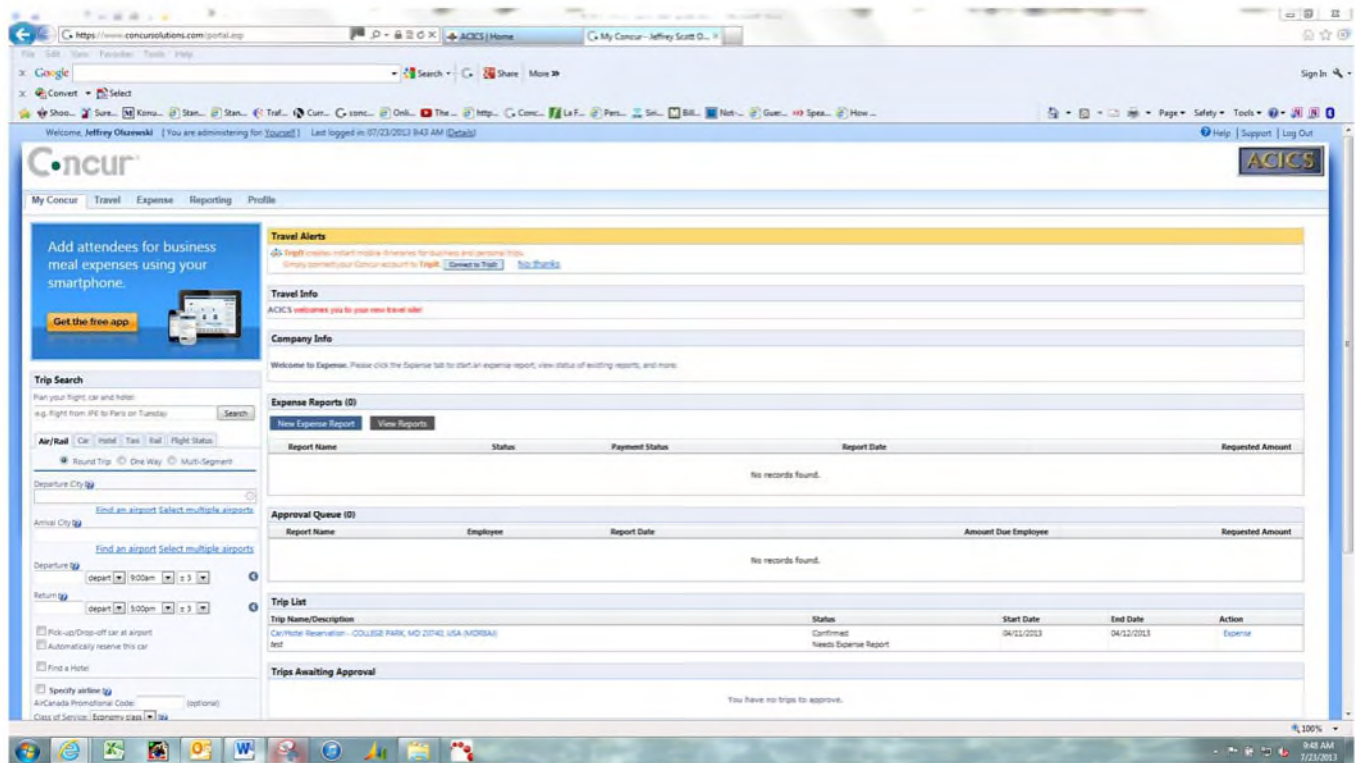 https://www.concursolutions.com/portal.asp
ACICS | Home
My Concur - Jeffrey Scott O...
File Edit View Favorites Tools Help
Google
Search
Share
More
Sign In
Convert
Select
Page Safety Tools
Welcome, Jeffrey Olszewski [You are administering for: Yourself] Last logged in: 07/23/2013 9:43 AM (Details)
Help | Support | Log Out
Concur
ACICS
My Concur Travel Expense Reporting Profile
Add attendees for business
meal expenses using your
smartphone.
Get the free app
Travel Alerts
TripIt creates instant mobile itineraries for business and personal trips.
Simply connect your Concur account to TripIt. Connect to TripIt No thanks
Travel Info
ACICS welcomes you to your new travel site!
Company Info
Welcome to Expense. Please click the Expense tab to start an expense report, view status of existing reports, and more.
Trip Search
Plan your flight, car and hotel:
e.g. flight from JFK to Paris on Tuesday Search
Air/Rail Car Hotel Taxi Rail Flight Status
Round Trip One Way Multi-Segment
Departure City
Find an airport Select multiple airports
Arrival City
Find an airport Select multiple airports
Departure
depart 9:00am ± 3
Return
depart 5:00pm ± 3
Pick-up/Drop-off car at airport
Automatically reserve this car
Find a Hotel
Specify airline
AirCanada Promotional Code: (optional)
Class of Service: Economy class
Expense Reports (0)
New Expense Report View Reports
Report Name Status Payment Status Report Date Requested Amount
No records found.
Approval Queue (0)
Report Name Employee Report Date Amount Due Employee Requested Amount
No records found.
Trip List
Trip Name/Description Status Start Date End Date Action
Car/Hotel Reservation - COLLEGE PARK, MD 20740, USA (MORBAI) Confirmed 04/11/2013 04/12/2013 Expense
test Needs Expense Report
Trips Awaiting Approval
You have no trips to approve.
100%
9:48 AM
7/23/2013